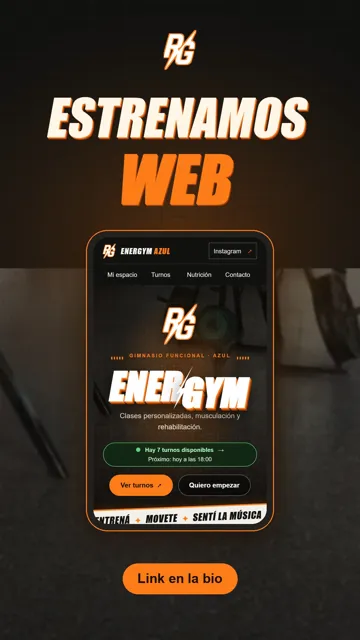 RG
ESTRENAMOS
WEB
RG ENERGYM AZUL
Instagram ↗
Mi espacio Turnos Nutrición Contacto
RG
GIMNASIO FUNCIONAL · AZUL
ENERGYM
Clases personalizadas, musculación y
rehabilitación.
Hay 7 turnos disponibles →
Próximo: hoy a las 18:00
Ver turnos ↗ Quiero empezar
ENTRENÁ + MOVETE + SENTÍ LA MÚSICA
Link en la bio